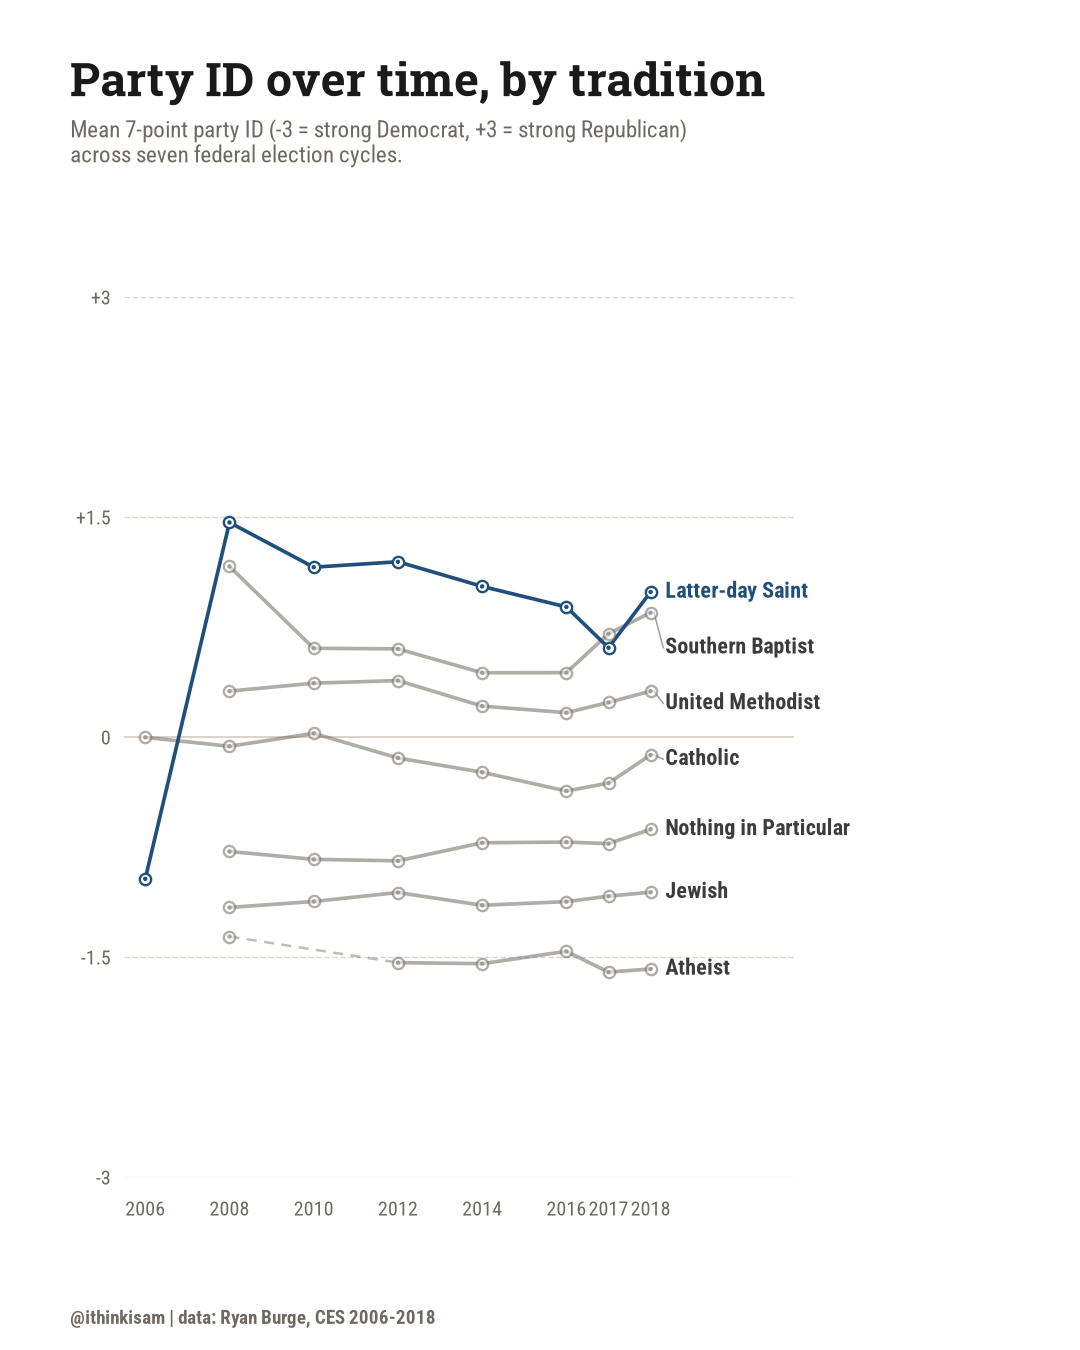 Party ID over time, by tradition
Mean 7-point party ID (-3 = strong Democrat, +3 = strong Republican)
across seven federal election cycles.
+3
+1.5
Latter-day Saint
Southern Baptist
United Methodist
0
Catholic
Nothing in Particular
Jewish
-1.5
Atheist
-3
2006 2008 2010 2012 2014 2016 2017 2018
@ithinkisam | data: Ryan Burge, CES 2006-2018